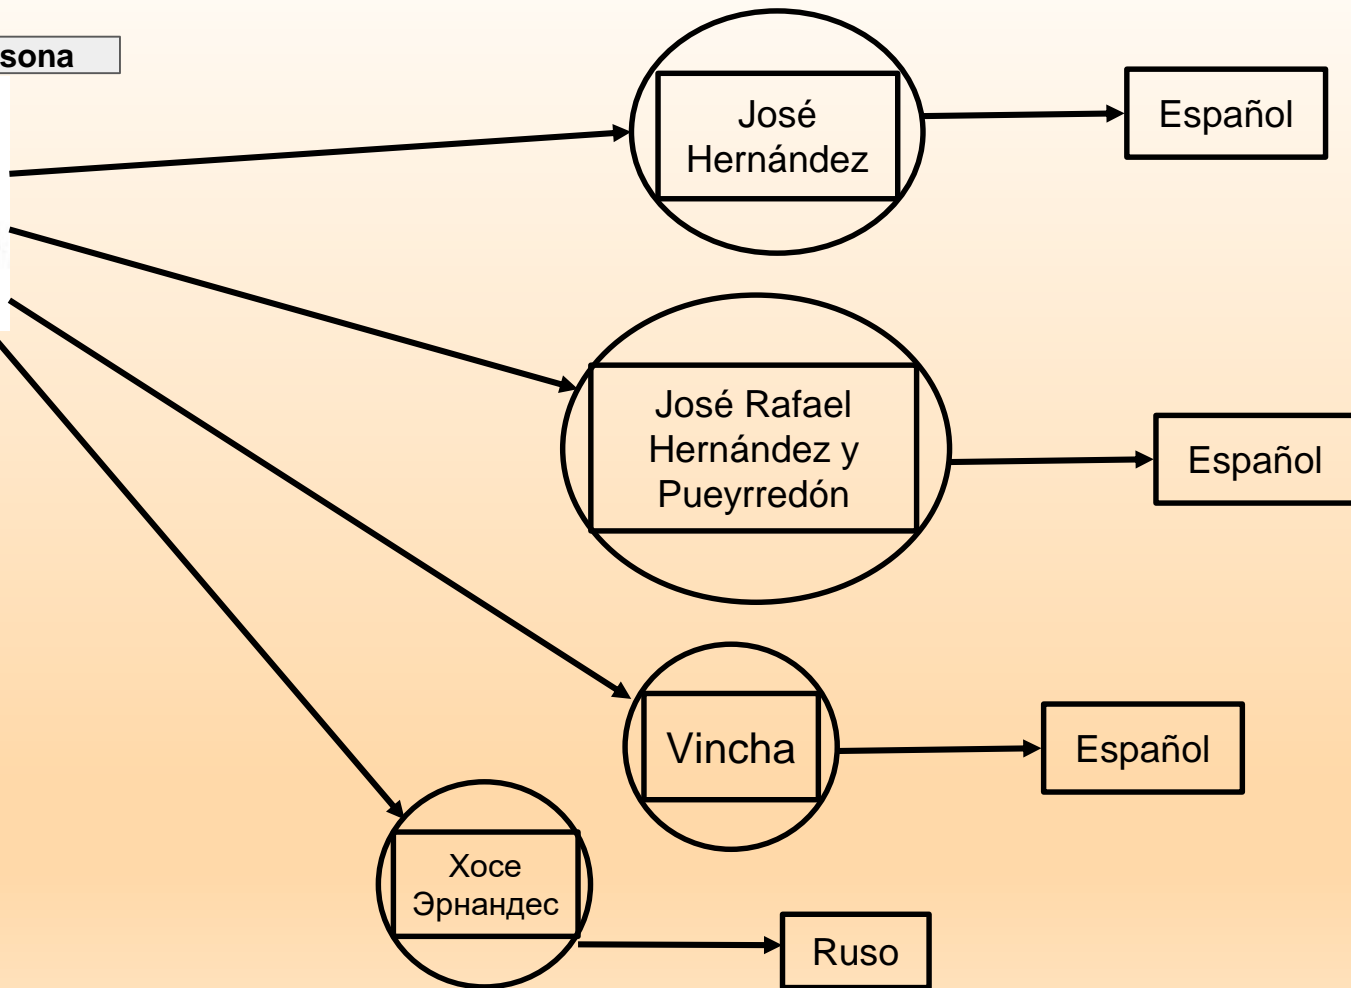 sona
José
Hernández
Español
José Rafael
Hernández y
Pueyrredón
Español
Vincha
Español
Хосе
Эрнандес
Ruso